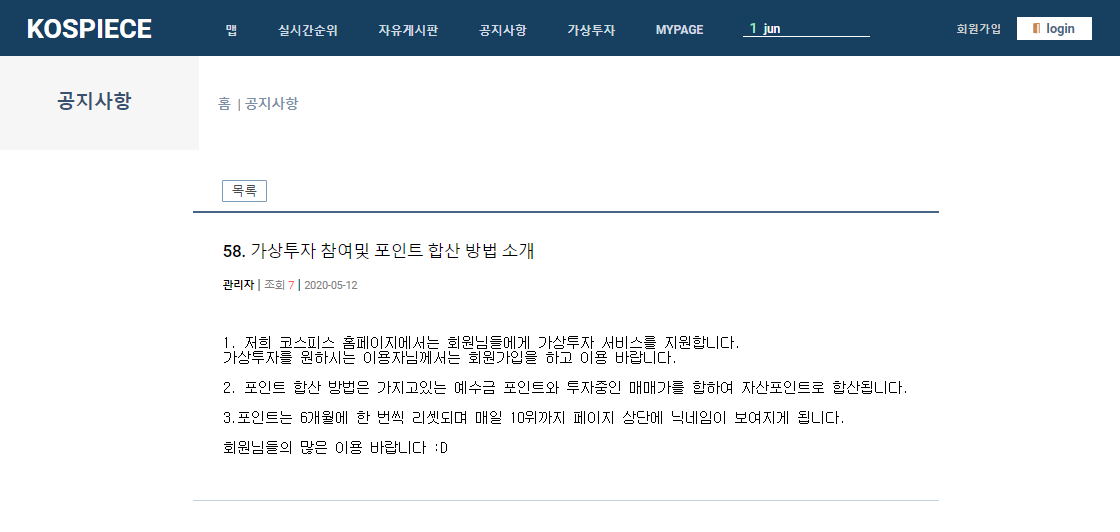 KOSPIECE 맵 실시간순위 자유게시판 공지사항 가상투자 MYPAGE 1 jun 회원가입 login
공지사항
홈 | 공지사항
목록
58. 가상투자 참여및 포인트 합산 방법 소개
관리자 | 조회 7 | 2020-05-12
1. 저희 코스피스 홈페이지에서는 회원님들에게 가상투자 서비스를 지원합니다.
가상투자를 원하시는 이용자님께서는 회원가입을 하고 이용 바랍니다.
2. 포인트 합산 방법은 가지고있는 예수금 포인트와 투자중인 매매가를 합하여 자산포인트로 합산됩니다.
3.포인트는 6개월에 한 번씩 리셋되며 매일 10위까지 페이지 상단에 닉네임이 보여지게 됩니다.
회원님들의 많은 이용 바랍니다 :D